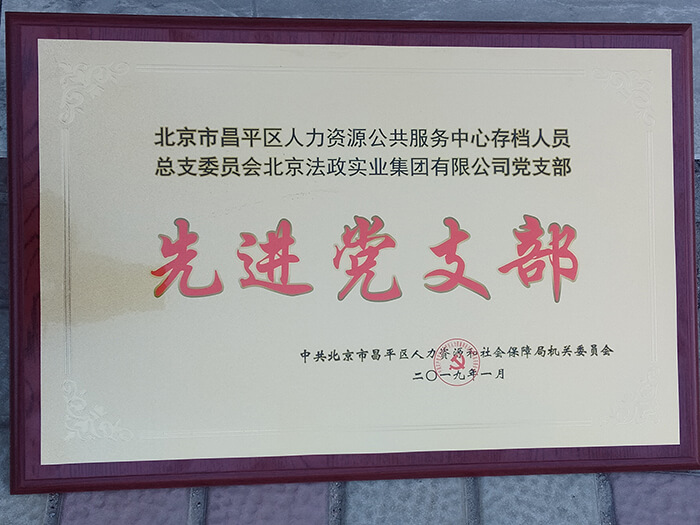 北京市昌平区人力资源公共服务中心存档人员
总支委员会北京法政实业集团有限公司党支部
先进党支部
中共北京市昌平区人力资源和社会保障局机关委员会
二〇一九年一月